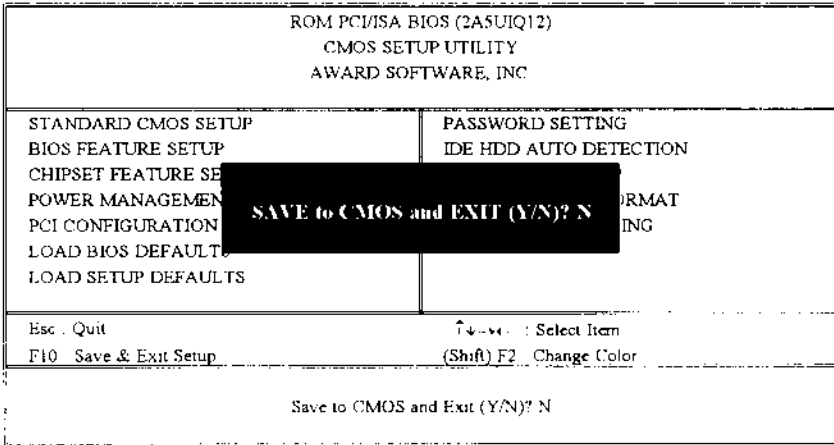 ROM PCI/ISA BIOS (2A5UIQ12)
CMOS SETUP UTILITY
AWARD SOFTWARE, INC
STANDARD CMOS SETUP
BIOS FEATURE SETUP
CHIPSET FEATURE SE
POWER MANAGEMEN
PCI CONFIGURATION
LOAD BIOS DEFAULT
LOAD SETUP DEFAULTS
PASSWORD SETTING
IDE HDD AUTO DETECTION
ORMAT
ING
SAVE to CMOS and EXIT (Y/N)? N
Esc . Quit
F10 Save & Exit Setup
: Select Item
(Shift) F2 Change Color
Save to CMOS and Exit (Y/N)? N